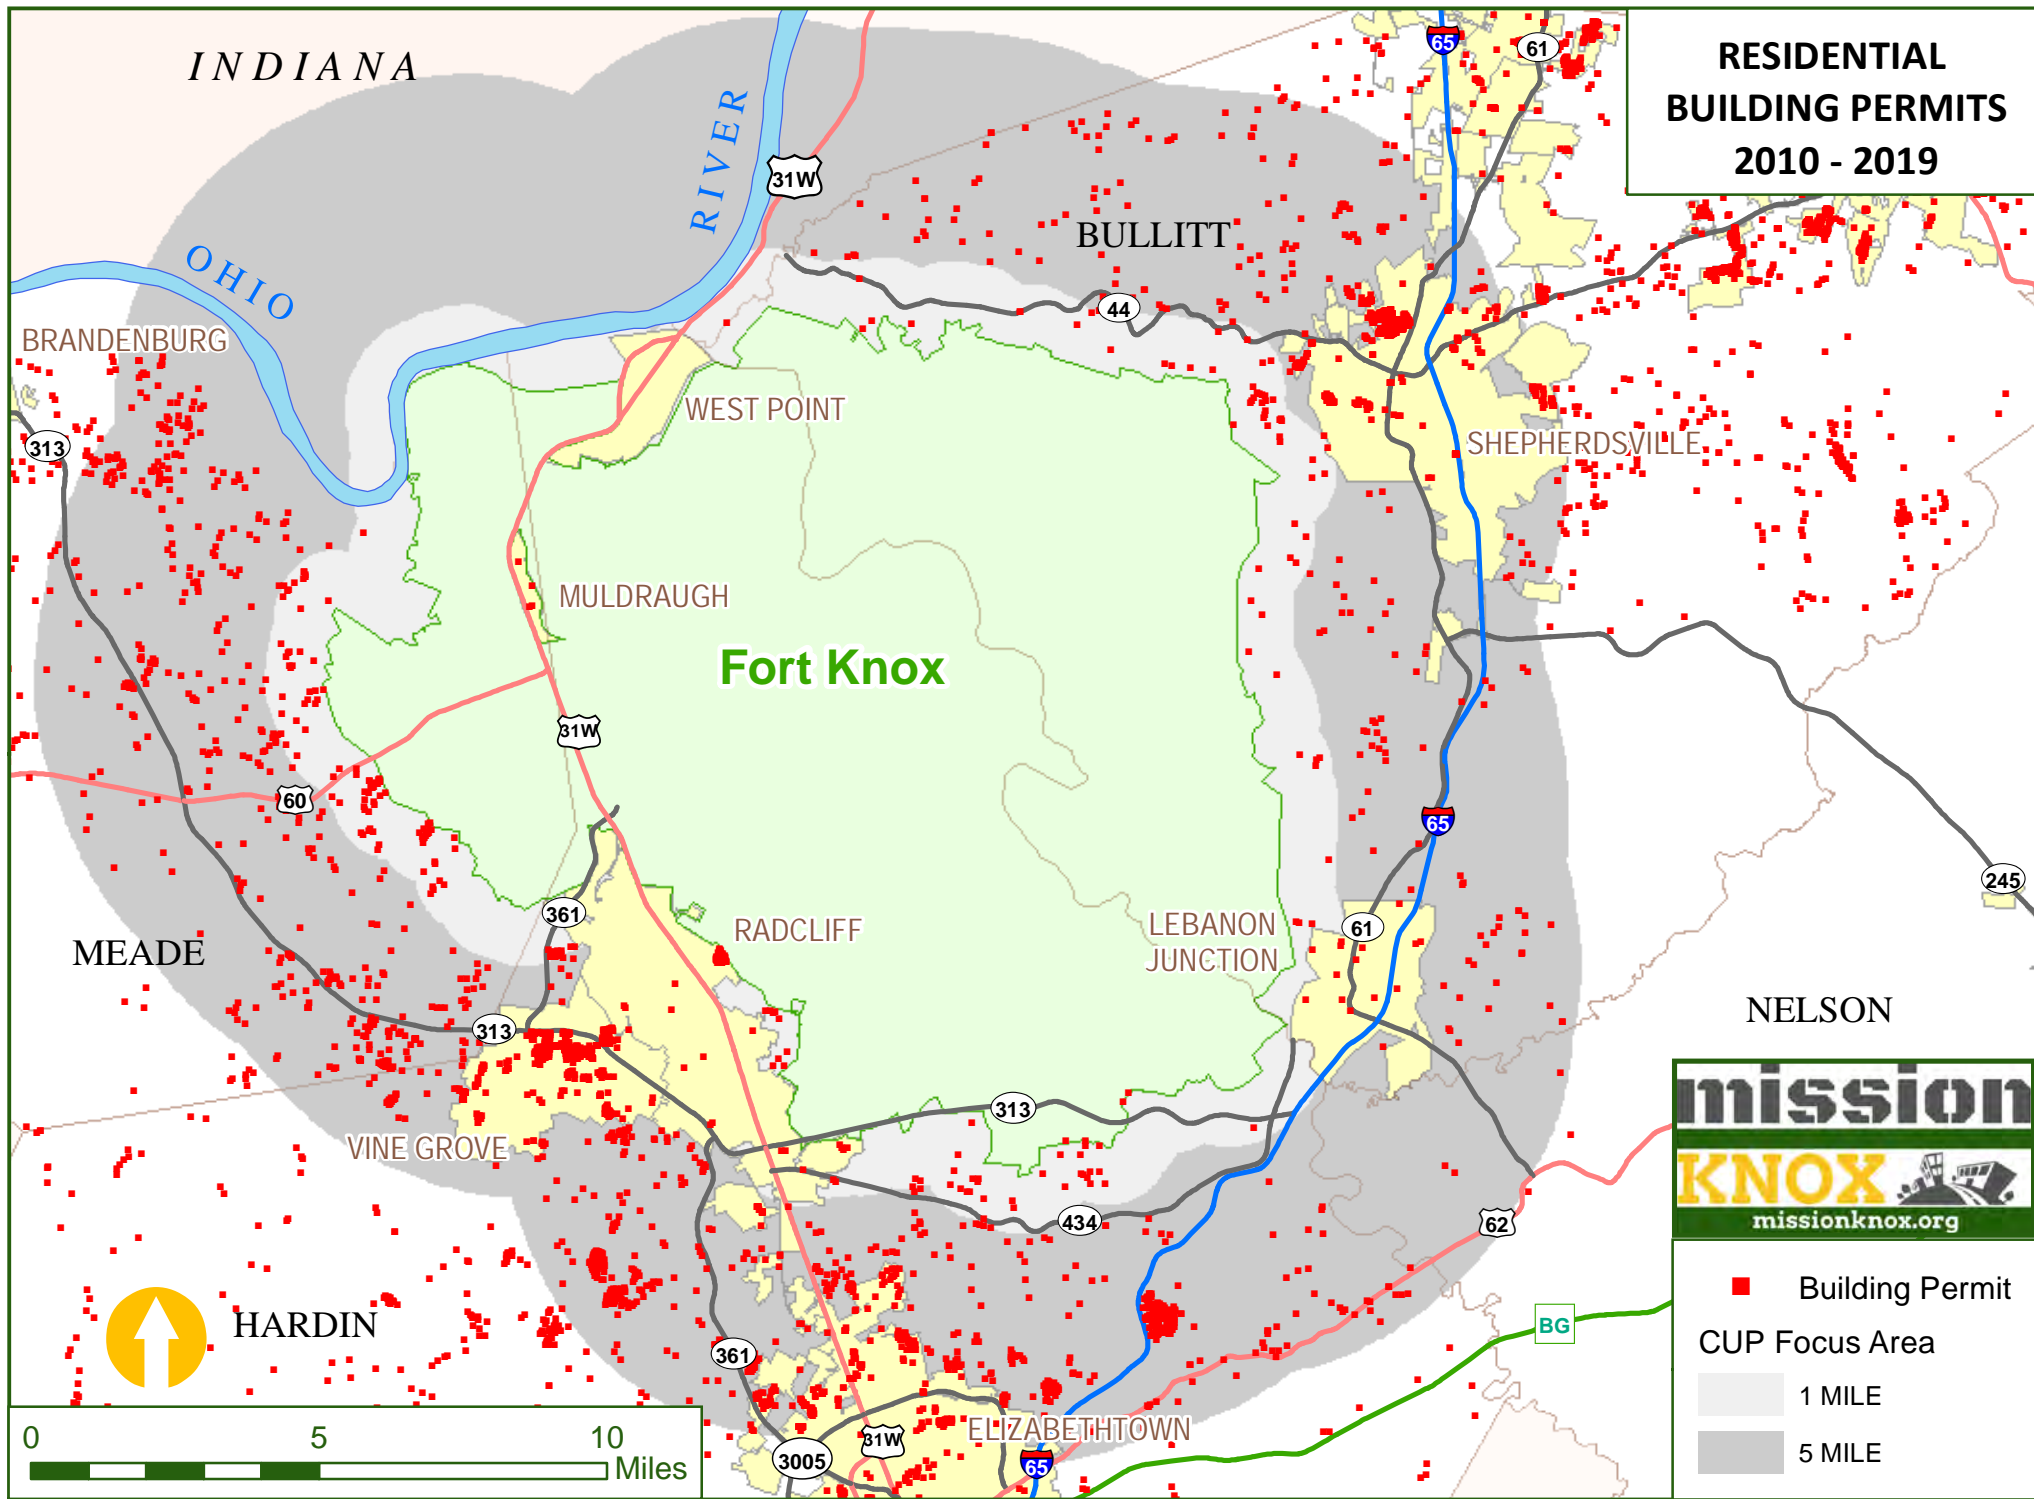 RESIDENTIAL
BUILDING PERMITS
2010 - 2019
INDIANA
OHIO
RIVER
31W
65
61
BULLITT
44
BRANDENBURG
313
WEST POINT
SHEPHERDSVILLE
MULDRAUGH
Fort Knox
31W
60
65
245
361
RADCLIFF
LEBANON
JUNCTION
61
MEADE
NELSON
313
313
VINE GROVE
434
62
HARDIN
361
BG
ELIZABETHTOWN
31W
3005
65
0 5 10
Miles
mission
KNOX
missionknox.org
Building Permit
CUP Focus Area
1 MILE
5 MILE